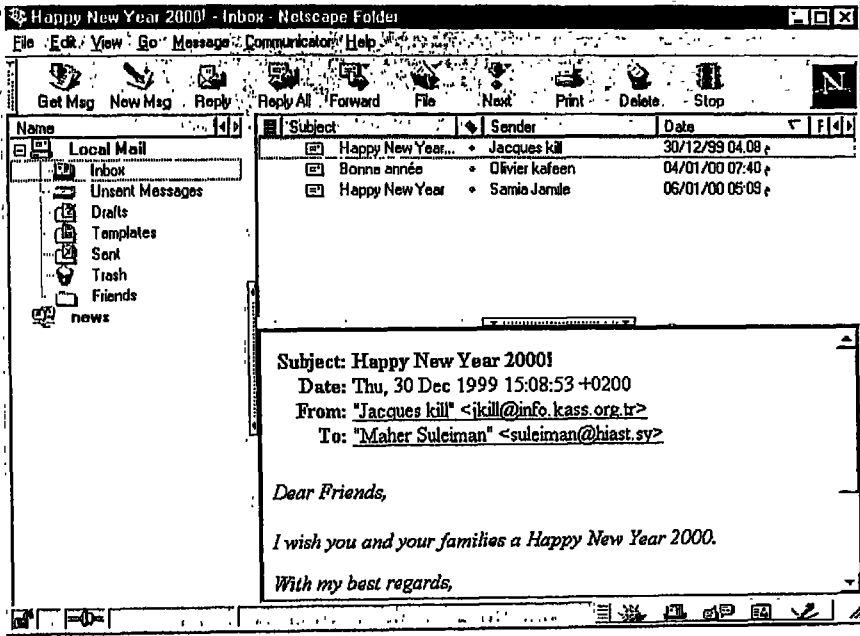 Happy New Year 2000! - Inbox - Netscape Folder
File Edit View Go Message Communicator Help
Get Msg New Msg Reply Reply All Forward File Next Print Delete Stop
N
Name Subject Sender Date F
Local Mail
Inbox
Unsent Messages
Drafts
Templates
Sent
Trash
Friends
news
Happy New Year... Jacques kill 30/12/99 04:08 م
Bonne année Olivier kafeen 04/01/00 07:40 م
Happy New Year Samia Jamile 06/01/00 05:09 م
Subject: Happy New Year 2000!
Date: Thu, 30 Dec 1999 15:08:53 +0200
From: "Jacques kill" <jkill@info.kass.org.tr>
To: "Maher Suleiman" <suleiman@hiast.sy>
Dear Friends,
I wish you and your families a Happy New Year 2000.
With my best regards,